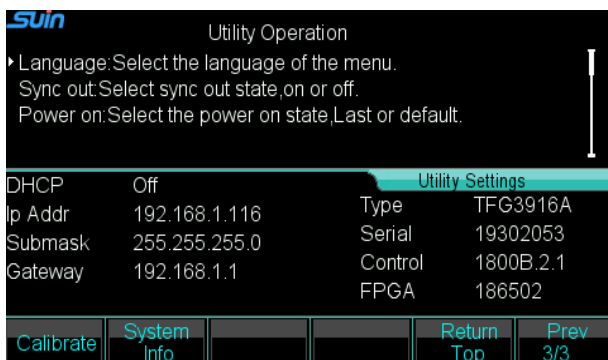 SUIN
Utility Operation
Language:Select the language of the menu.
Sync out:Select sync out state,on or off.
Power on:Select the power on state,Last or default.
Utility Settings
DHCP Off
Ip Addr 192.168.1.116
Submask 255.255.255.0
Gateway 192.168.1.1
Type TFG3916A
Serial 19302053
Control 1800B.2.1
FPGA 186502
Calibrate
System
Info
Return
Top
Prev
3/3